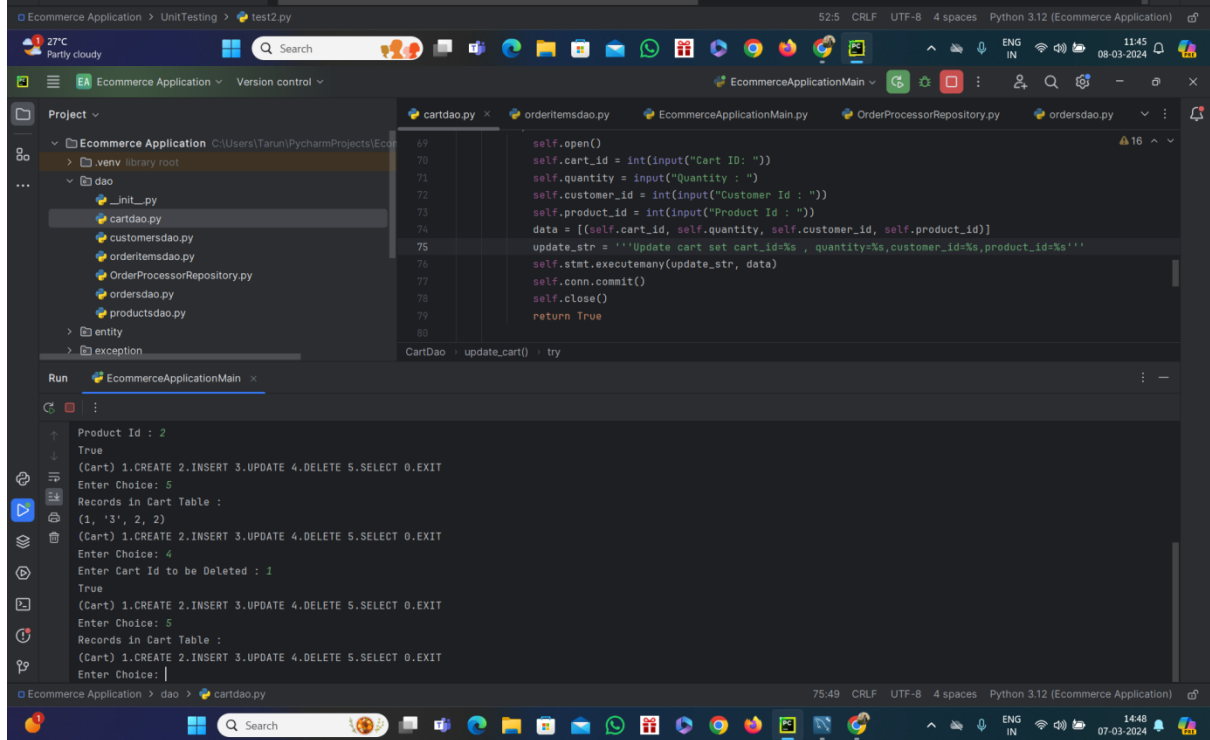 Ecommerce Application > UnitTesting > test2.py 52:5 CRLF UTF-8 4 spaces Python 3.12 (Ecommerce Application)
1 27°C
Partly cloudy
Search
ENG
IN
11:45
08-03-2024
PRE
EA Ecommerce Application Version control EcommerceApplicationMain
Project
cartdao.py orderitemsdao.py EcommerceApplicationMain.py OrderProcessorRepository.py ordersdao.py
Ecommerce Application C:\Users\Tarun\PycharmProjects\Ecor
.venv library root
dao
__init__.py
cartdao.py
customersdao.py
orderitemsdao.py
OrderProcessorRepository.py
ordersdao.py
productsdao.py
entity
exception
16
69 self.open()
70 self.cart_id = int(input("Cart ID: "))
71 self.quantity = input("Quantity : ")
72 self.customer_id = int(input("Customer Id : "))
73 self.product_id = int(input("Product Id : "))
74 data = [(self.cart_id, self.quantity, self.customer_id, self.product_id)]
75 update_str = '''Update cart set cart_id=%s , quantity=%s,customer_id=%s,product_id=%s'''
76 self.stmt.executemany(update_str, data)
77 self.conn.commit()
78 self.close()
79 return True
80
CartDao > update_cart() > try
Run EcommerceApplicationMain
Product Id : 2
True
(Cart) 1.CREATE 2.INSERT 3.UPDATE 4.DELETE 5.SELECT 0.EXIT
Enter Choice: 5
Records in Cart Table :
(1, '3', 2, 2)
(Cart) 1.CREATE 2.INSERT 3.UPDATE 4.DELETE 5.SELECT 0.EXIT
Enter Choice: 4
Enter Cart Id to be Deleted : 1
True
(Cart) 1.CREATE 2.INSERT 3.UPDATE 4.DELETE 5.SELECT 0.EXIT
Enter Choice: 5
Records in Cart Table :
(Cart) 1.CREATE 2.INSERT 3.UPDATE 4.DELETE 5.SELECT 0.EXIT
Enter Choice:
Ecommerce Application > dao > cartdao.py 75:49 CRLF UTF-8 4 spaces Python 3.12 (Ecommerce Application)
1
Search
ENG
IN
14:48
07-03-2024
PRE